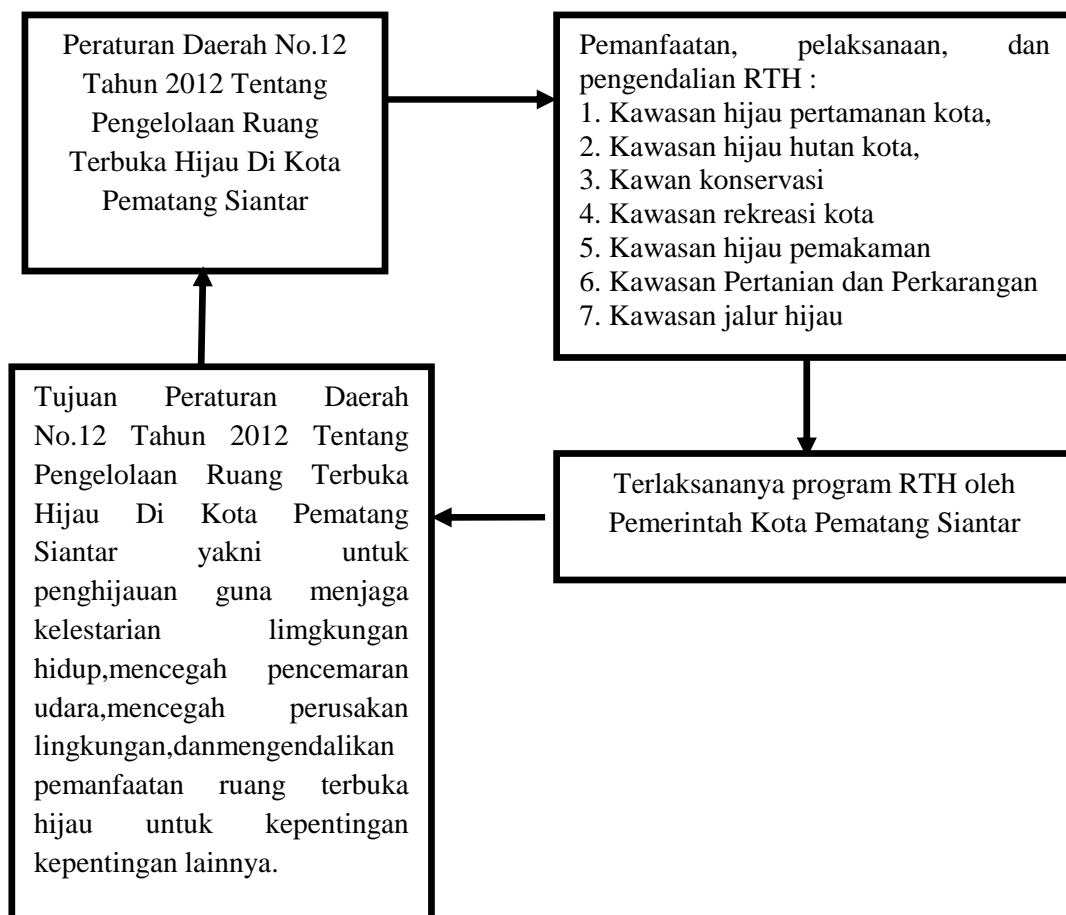 Peraturan Daerah No.12
Tahun 2012 Tentang
Pengelolaan Ruang
Terbuka Hijau Di Kota
Pematang Siantar
Pemanfaatan, pelaksanaan, dan
pengendalian RTH :
1. Kawasan hijau pertamanan kota,
2. Kawasan hijau hutan kota,
3. Kawan konservasi
4. Kawasan rekreasi kota
5. Kawasan hijau pemakaman
6. Kawasan Pertanian dan Perkarangan
7. Kawasan jalur hijau
Terlaksananya program RTH oleh
Pemerintah Kota Pematang Siantar
Tujuan Peraturan Daerah
No.12 Tahun 2012 Tentang
Pengelolaan Ruang Terbuka
Hijau Di Kota Pematang
Siantar yakni untuk
penghijauan guna menjaga
kelestarian limgkungan
hidup,mencegah pencemaran
udara,mencegah perusakan
lingkungan,danmengendalikan
pemanfaatan ruang terbuka
hijau untuk kepentingan
kepentingan lainnya.